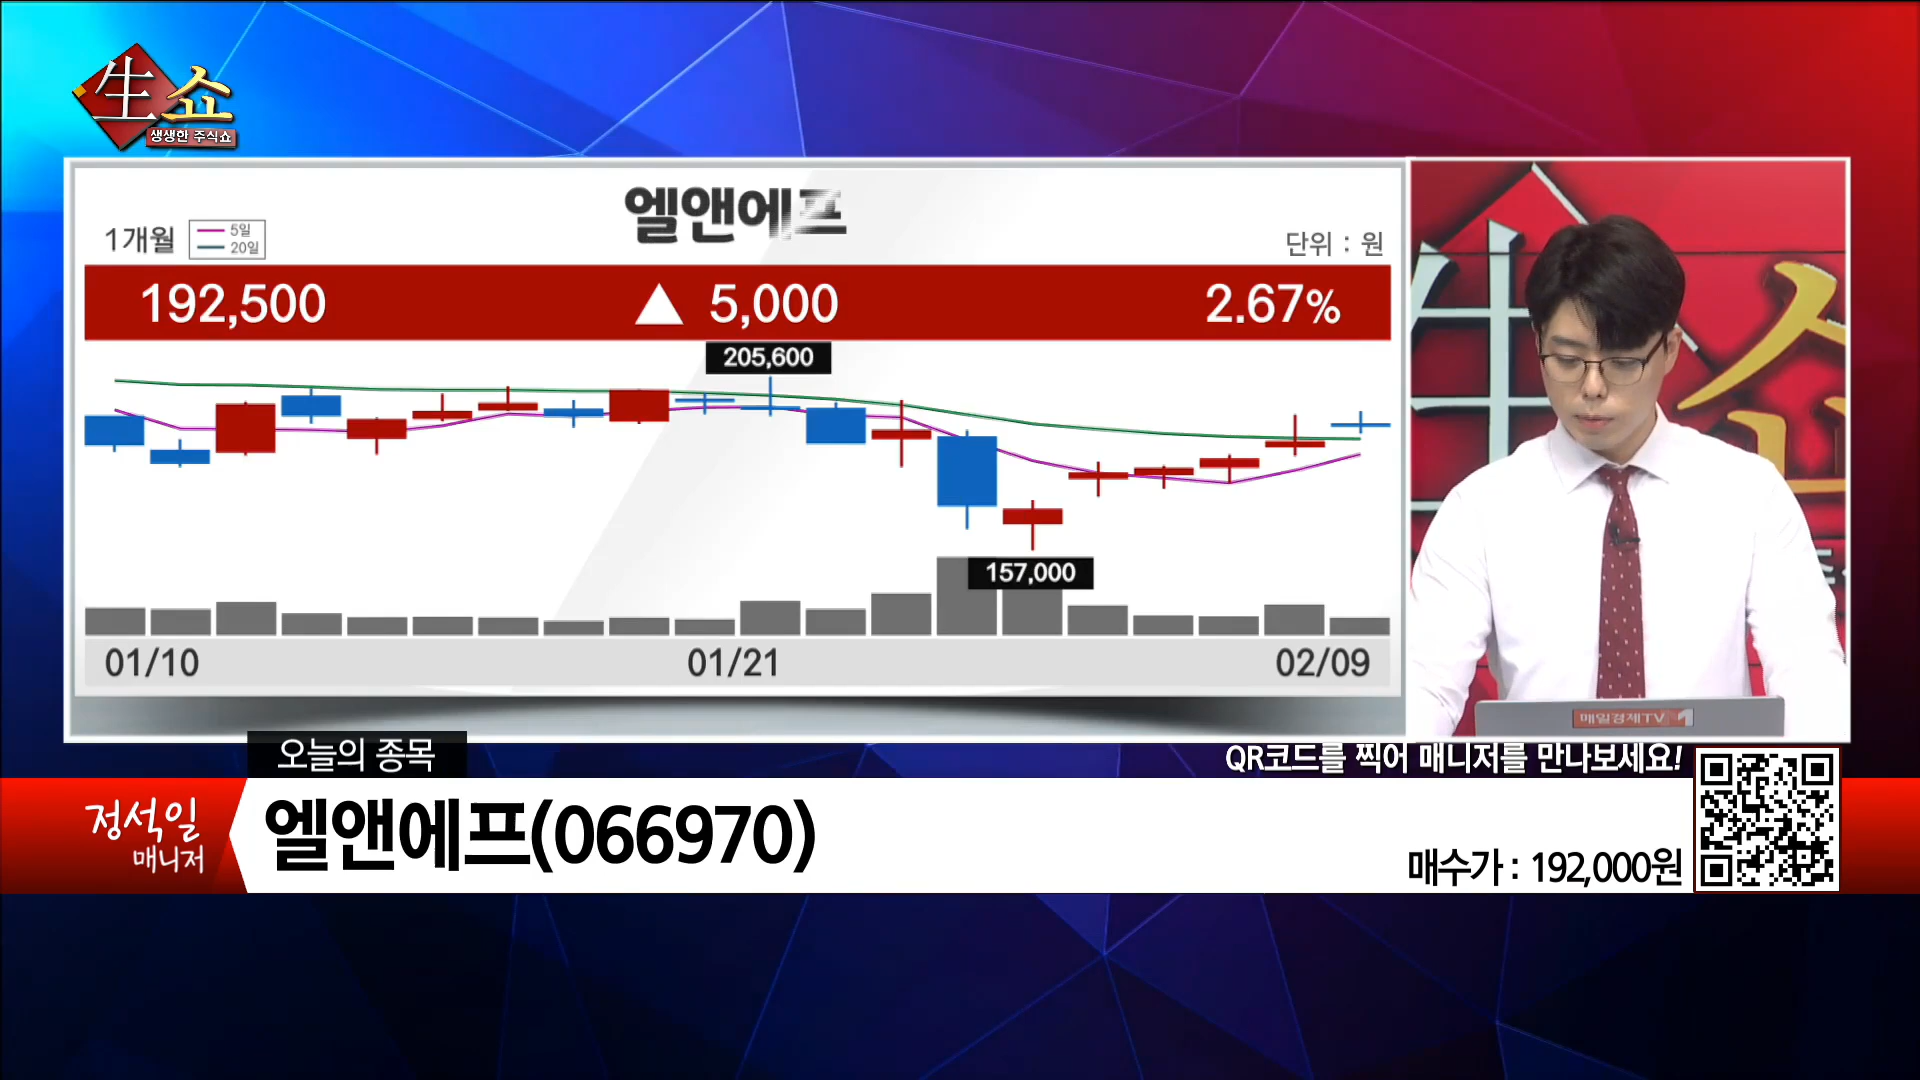 生쇼
생생한 주식쇼
엘앤에프
1개월
5일
20일
단위 : 원
192,500 ▲ 5,000 2.67%
205,600
157,000
01/10 01/21 02/09
生쇼
매일경제TV
오늘의 종목
QR코드를 찍어 매니저를 만나보세요!
정석일
매니저
엘앤에프(066970)
매수가 : 192,000원